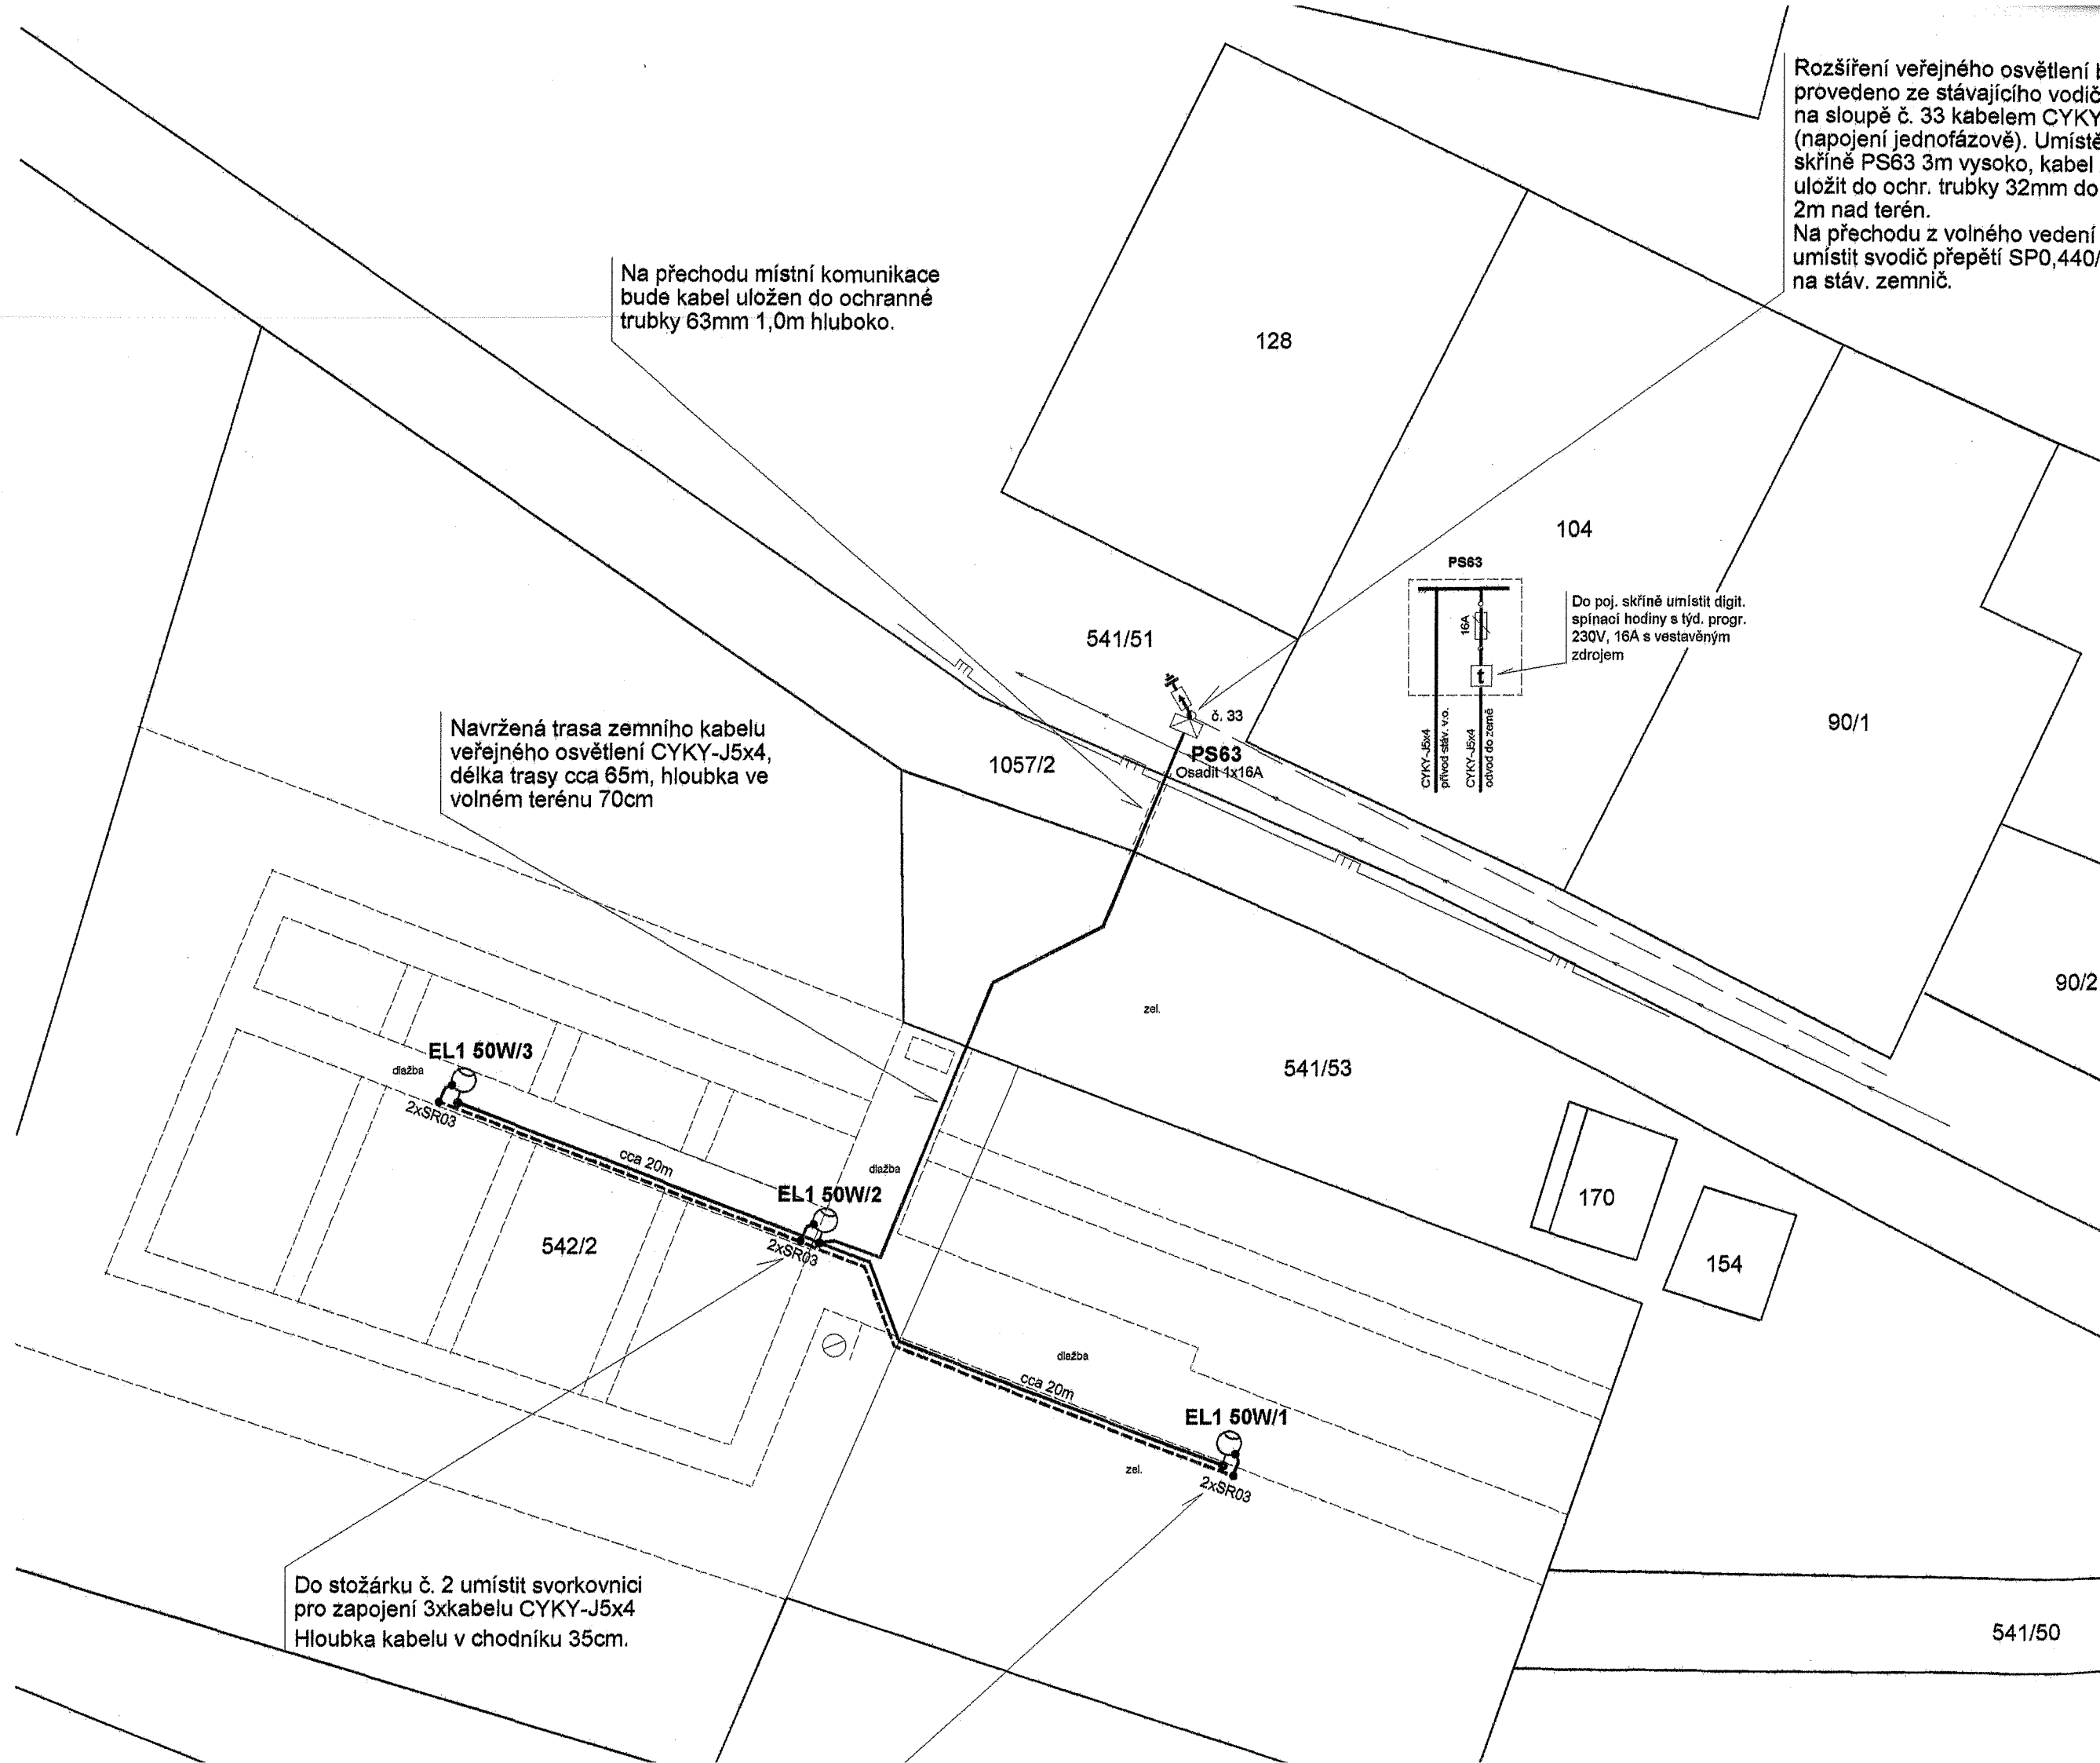 Rozšíření veřejného osvětlení
provedeno ze stávajícího vodič
na sloupě č. 33 kabelem CYKY
(napojení jednofázově). Umístě
skříně PS63 3m vysoko, kabel
uložit do ochr. trubky 32mm do
2m nad terén.
Na přechodu z volného vedení
umístit svodič přepětí SP0,440/
na stáv. zemnič.
Na přechodu místní komunikace
bude kabel uložen do ochranné
trubky 63mm 1,0m hluboko.
128
104
PS63
16A
t
Do poj. skříně umístit digit.
spínací hodiny s týd. progr.
230V, 16A s vestavěným
zdrojem
CYKY-J5x4
přívod stáv. v.o.
CYKY-J5x4
odvod do země
541/51
č. 33
PS63
Osadit 1x16A
90/1
1057/2
Navržená trasa zemního kabelu
veřejného osvětlení CYKY-J5x4,
délka trasy cca 65m, hloubka ve
volném terénu 70cm
90/2
zel.
541/53
EL1 50W/3
dlažba
2xSR03
cca 20m
dlažba
EL1 50W/2
2xSR03
542/2
170
154
dlažba
cca 20m
EL1 50W/1
zel.
2xSR03
Do stožárku č. 2 umístit svorkovnici
pro zapojení 3xkabelu CYKY-J5x4
Hloubka kabelu v chodníku 35cm.
541/50